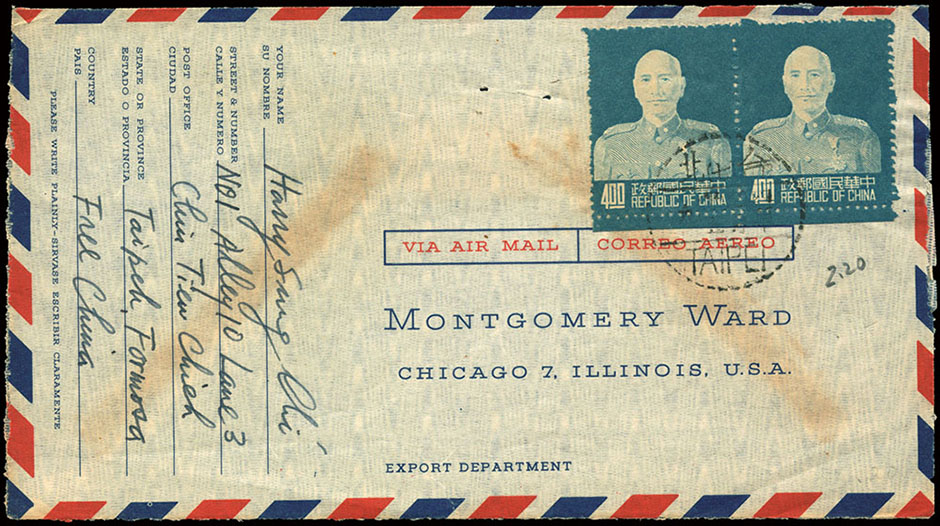 YOUR NAME
SU NOMBRE Harry Sung Chi
STREET & NUMBER
CALLE Y NUMERO No 1 Alley 10 Lane 3
POST OFFICE
CIUDAD Tien Chieh
STATE OR PROVINCE
ESTADO O PROVINCIA Taipeh, Formosa
COUNTRY
PAIS Free China
PLEASE WRITE PLAINLY-SIRVASE ESCRIBIR CLARAMENTE
4.00 中華民國郵政
REPUBLIC OF CHINA
4.00 中華民國郵政
REPUBLIC OF CHINA
TAIPEI
VIA AIR MAIL CORREO AEREO
2.20
MONTGOMERY WARD
CHICAGO 7, ILLINOIS, U.S.A.
EXPORT DEPARTMENT